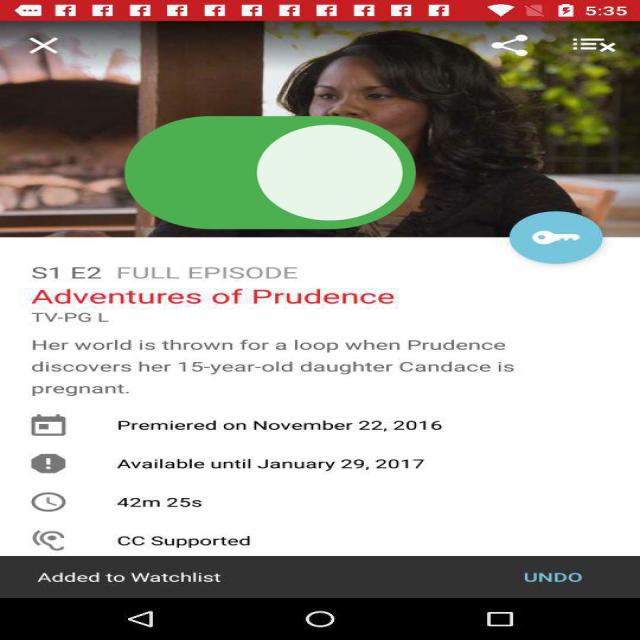 5:35
S1 E2 FULL EPISODE
Adventures of Prudence
TV-PG L
Her world is thrown for a loop when Prudence
discovers her 15-year-old daughter Candace is
pregnant.
Premiered on November 22, 2016
Available until January 29, 2017
42m 25s
CC Supported
Added to Watchlist UNDO